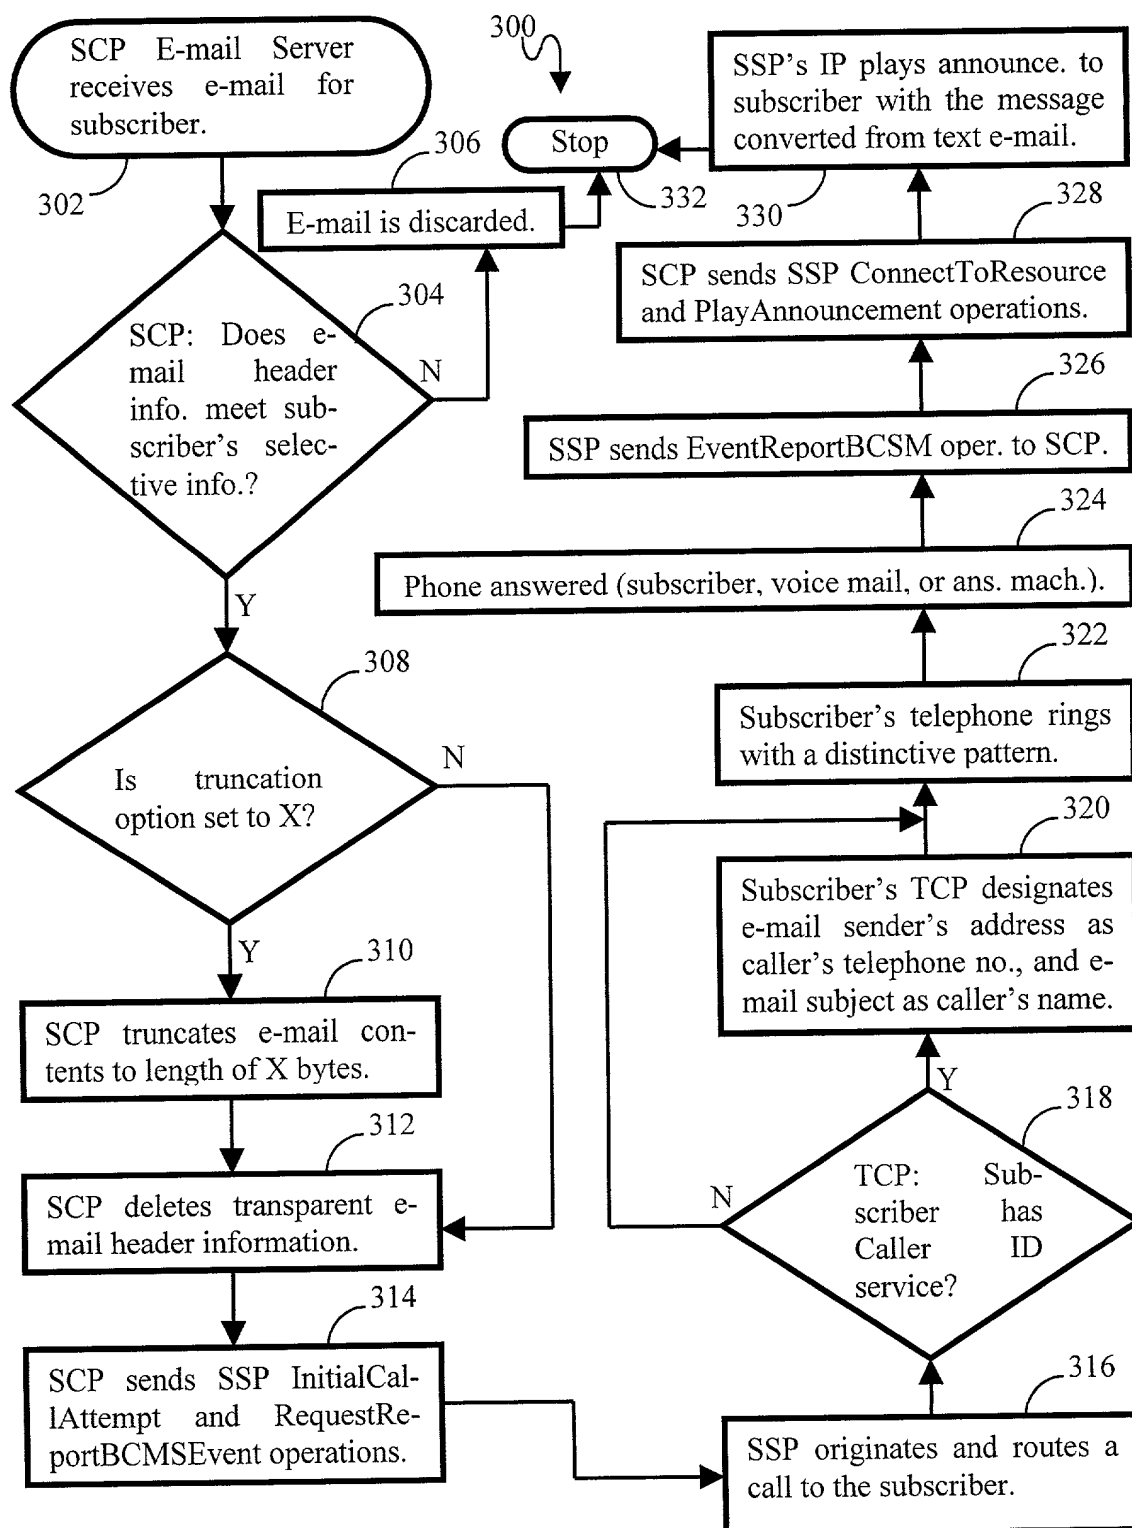 SCP E-mail Server
receives e-mail for
subscriber.
302
300
Stop
332
306
E-mail is discarded.
304
SCP: Does e-
mail header
info. meet sub-
scriber's selec-
tive info.?
N
Y
308
Is truncation
option set to X?
N
Y
310
SCP truncates e-mail con-
tents to length of X bytes.
312
SCP deletes transparent e-
mail header information.
314
SCP sends SSP InitialCal-
lAttempt and RequestRe-
portBCMSEvent operations.
316
SSP originates and routes a
call to the subscriber.
318
TCP: Sub-
scriber has
Caller ID
service?
N
Y
320
Subscriber's TCP designates
e-mail sender's address as
caller's telephone no., and e-
mail subject as caller's name.
322
Subscriber's telephone rings
with a distinctive pattern.
324
Phone answered (subscriber, voice mail, or ans. mach.).
326
SSP sends EventReportBCSM oper. to SCP.
328
SCP sends SSP ConnectToResource
and PlayAnnouncement operations.
330
SSP's IP plays announce. to
subscriber with the message
converted from text e-mail.